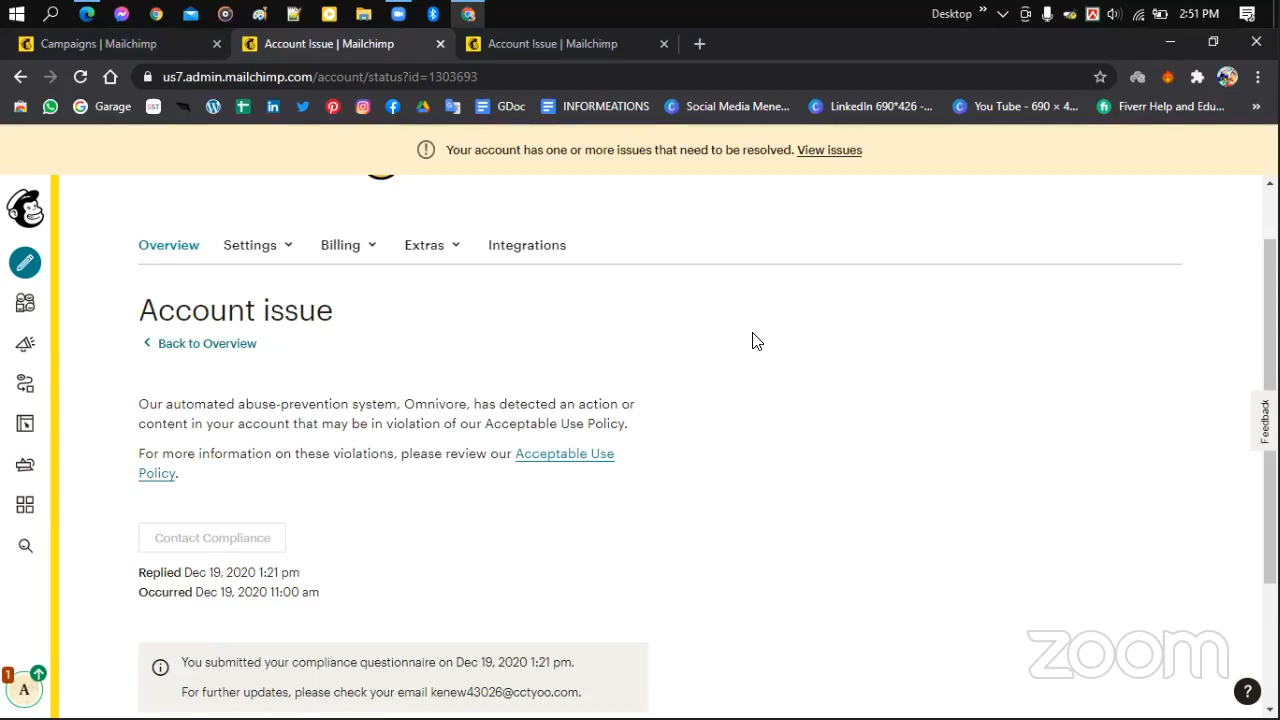 Desktop
2:51 PM
Campaigns | Mailchimp
Account Issue | Mailchimp
Account Issue | Mailchimp
us7.admin.mailchimp.com/account/status?id=1303693
Garage
SST
GDoc
INFORMEATIONS
Social Media Mene...
LinkedIn 690*426 -...
You Tube - 690 × 4...
Fiverr Help and Edu...
Your account has one or more issues that need to be resolved. View issues
Overview
Settings
Billing
Extras
Integrations
Account issue
Back to Overview
Our automated abuse-prevention system, Omnivore, has detected an action or
content in your account that may be in violation of our Acceptable Use Policy.
For more information on these violations, please review our Acceptable Use
Policy.
Contact Compliance
Replied Dec 19, 2020 1:21 pm
Occurred Dec 19, 2020 11:00 am
You submitted your compliance questionnaire on Dec 19, 2020 1:21 pm.
For further updates, please check your email kenew43026@cctyoo.com.
Feedback
1
A
zoom
?